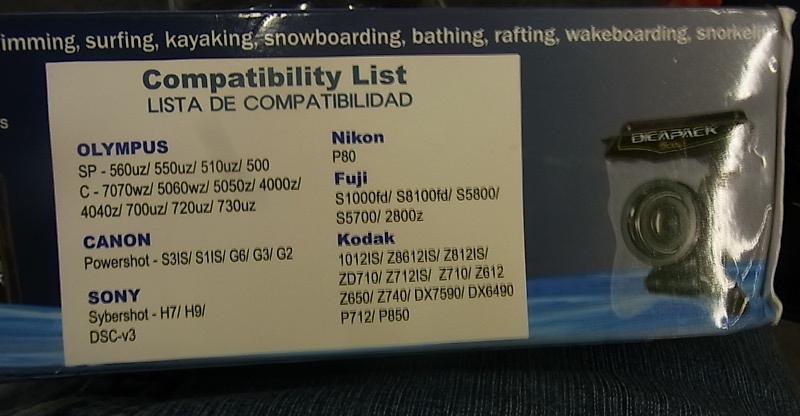 imming, surfing, kayaking, snowboarding, bathing, rafting, wakeboarding, snorkelin
s
Compatibility List
LISTA DE COMPATIBILIDAD
OLYMPUS
SP - 560uz/ 550uz/ 510uz/ 500
C - 7070wz/ 5060wz/ 5050z/ 4000z/
4040z/ 700uz/ 720uz/ 730uz
CANON
Powershot - S3IS/ S1IS/ G6/ G3/ G2
SONY
Sybershot - H7/ H9/
DSC-v3
Nikon
P80
Fuji
S1000fd/ S8100fd/ S5800/
S5700/ 2800z
Kodak
1012IS/ Z8612IS/ Z812IS/
ZD710/ Z712IS/ Z710/ Z612
Z650/ Z740/ DX7590/ DX6490
P712/ P850
DICAPACK